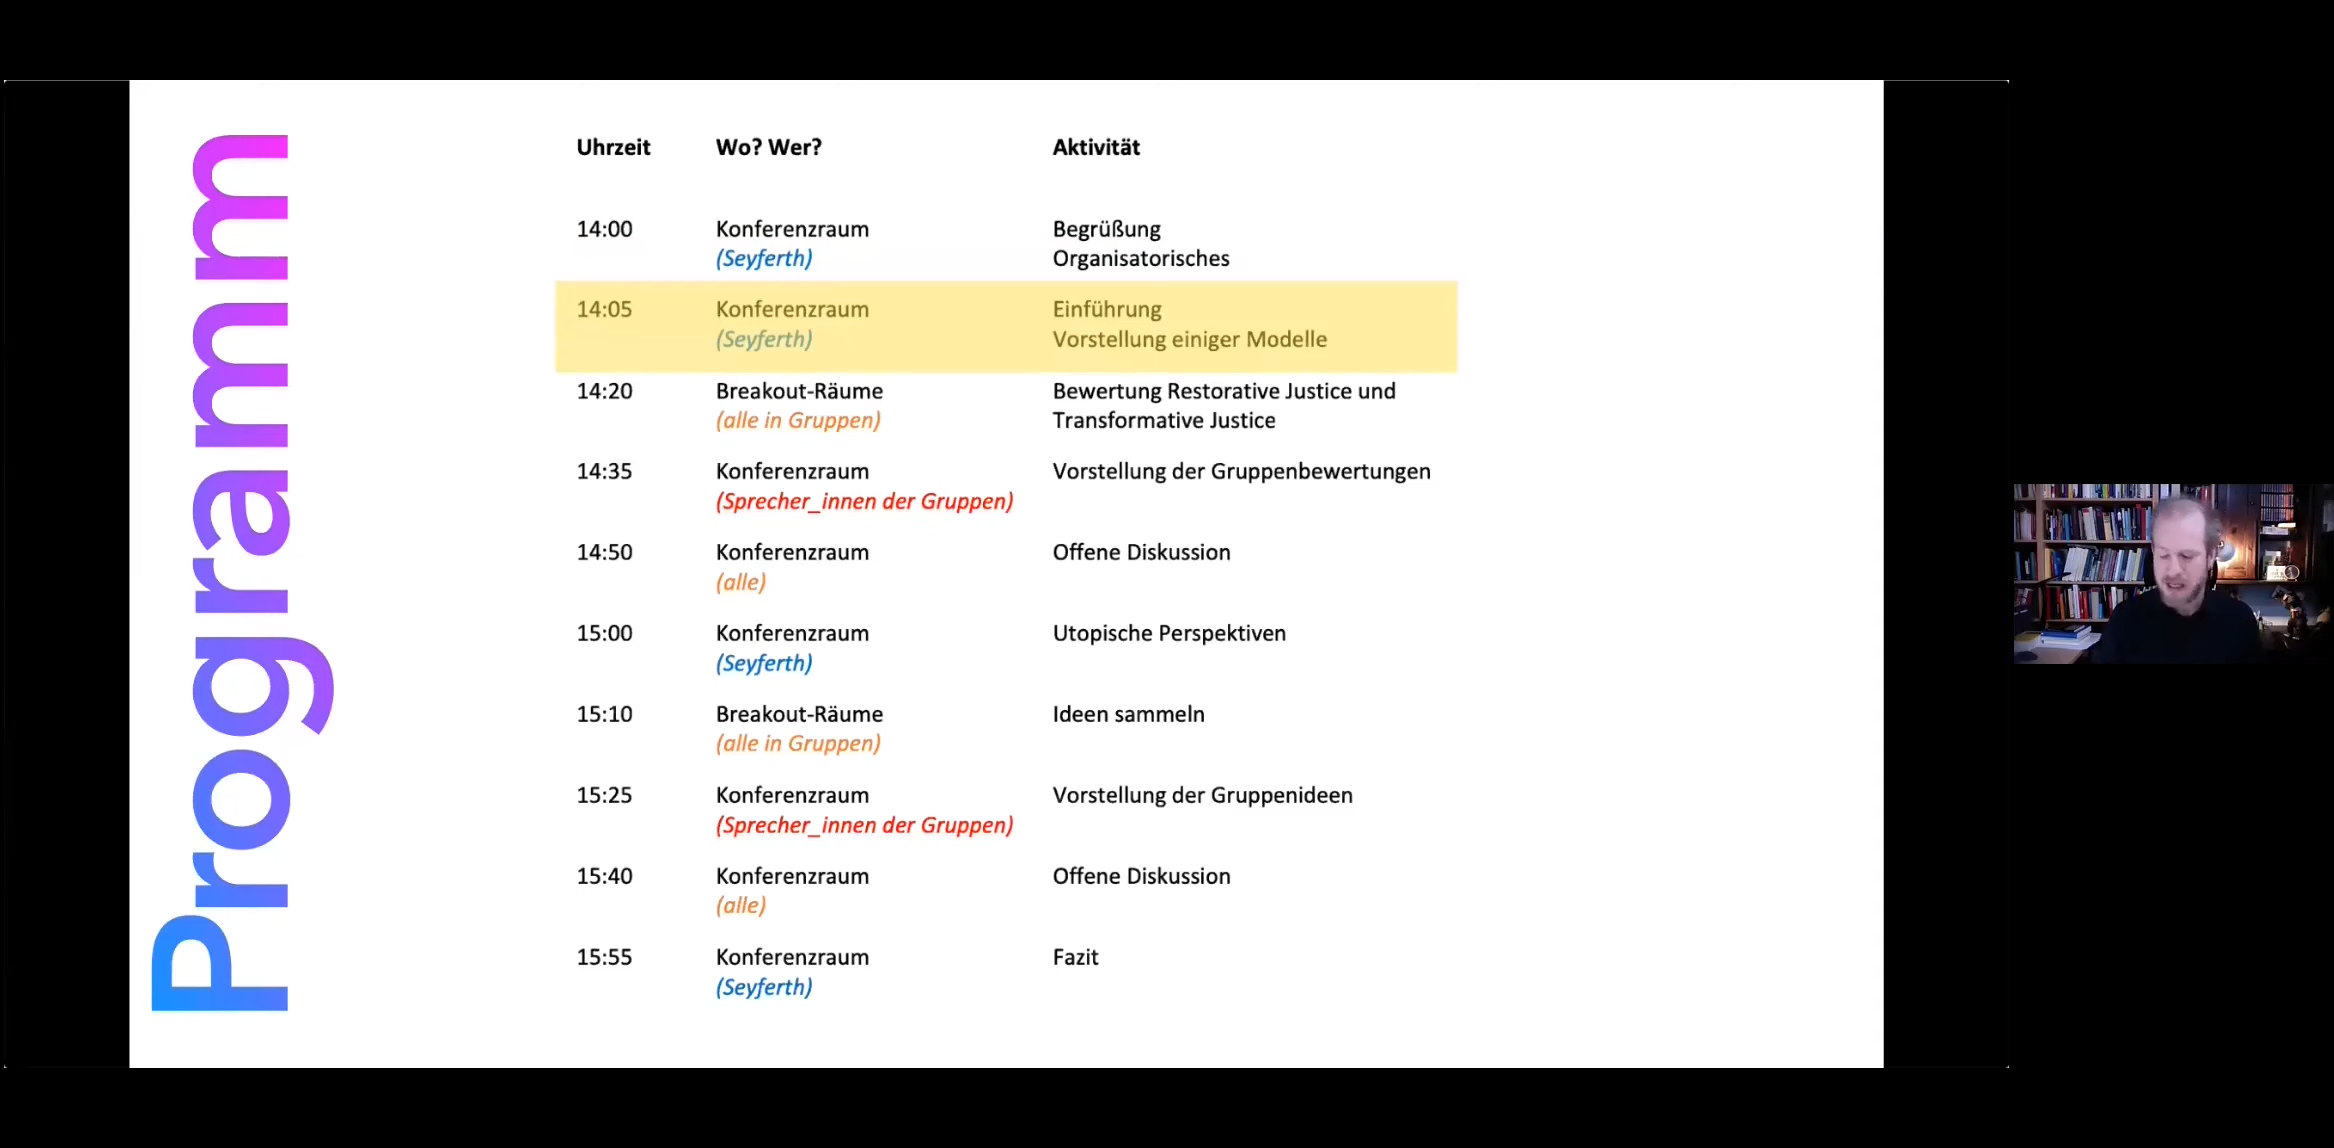 Programm
Uhrzeit Wo? Wer? Aktivität
14:00 Konferenzraum Begrüßung
(Seyferth) Organisatorisches
14:05 Konferenzraum Einführung
(Seyferth) Vorstellung einiger Modelle
14:20 Breakout-Räume Bewertung Restorative Justice und
(alle in Gruppen) Transformative Justice
14:35 Konferenzraum Vorstellung der Gruppenbewertungen
(Sprecher_innen der Gruppen)
14:50 Konferenzraum Offene Diskussion
(alle)
15:00 Konferenzraum Utopische Perspektiven
(Seyferth)
15:10 Breakout-Räume Ideen sammeln
(alle in Gruppen)
15:25 Konferenzraum Vorstellung der Gruppenideen
(Sprecher_innen der Gruppen)
15:40 Konferenzraum Offene Diskussion
(alle)
15:55 Konferenzraum Fazit
(Seyferth)